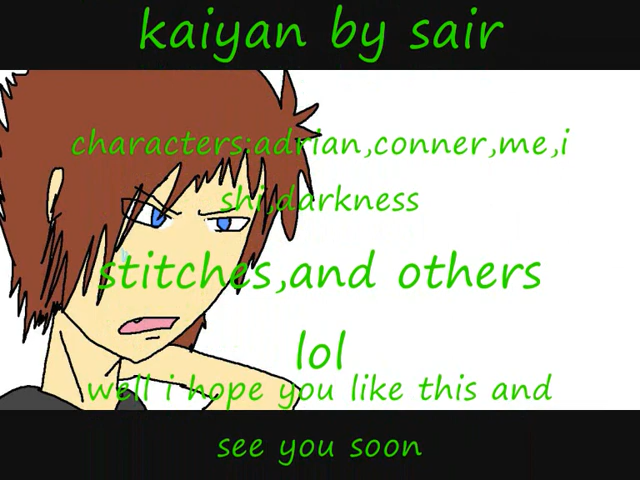 kaiyan by sair
characters:adrian,conner,me,i
shi,darkness
stitches,and others
lol
well i hope you like this and
see you soon